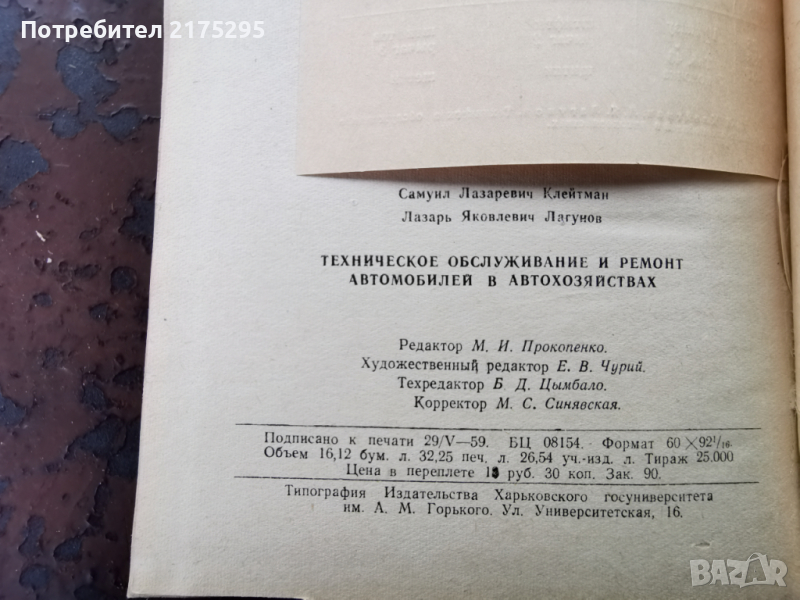 Потребител 2175295
Самуил Лазаревич Клейтман
Лазарь Яковлевич Лагунов
ТЕХНИЧЕСКОЕ ОБСЛУЖИВАНИЕ И РЕМОНТ
АВТОМОБИЛЕЙ В АВТОХОЗЯЙСТВАХ
Редактор М. И. Прокопенко.
Художественный редактор Е. В. Чурий.
Техредактор Б. Д. Цымбало.
Корректор М. С. Синявская.
Подписано к печати 29/V—59. БЦ 08154. Формат 60 × 92 1/16.
Объем 16,12 бум. л. 32,25 печ. л. 26,54 уч.-изд. л. Тираж 25.000
Цена в переплете руб. 30 коп. Зак. 90.
Типография Издательства Харьковского госуниверситета
им. А. М. Горького. Ул. Университетская, 16.
BAZAR